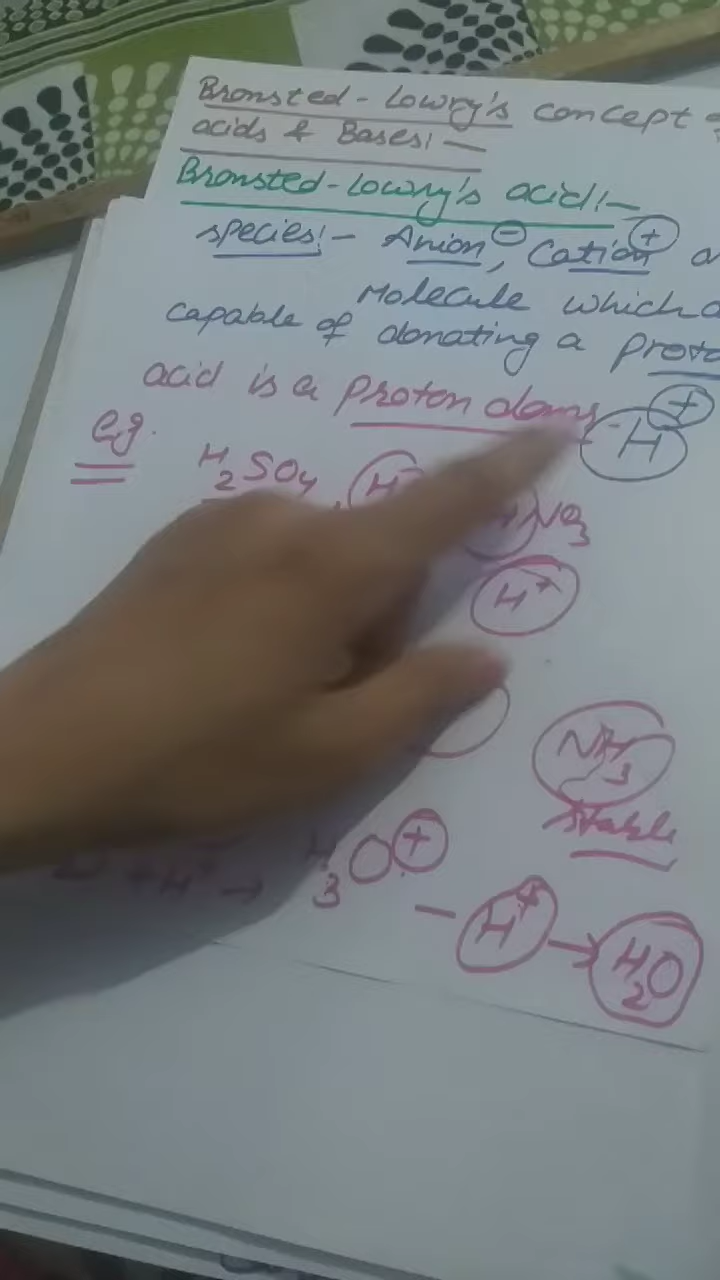 Bronsted-Lowry's concept
acids & Bases:-
Bronsted-Lowry's acid:-
species:- Anion ⊖, Cation ⊕
Molecule which
capable of donating a
acid is a proton
H ⊕
eg.
H2SO4, H NO3
H+
NH3
stable
+ H+ → H3O+
- H+ → H2O